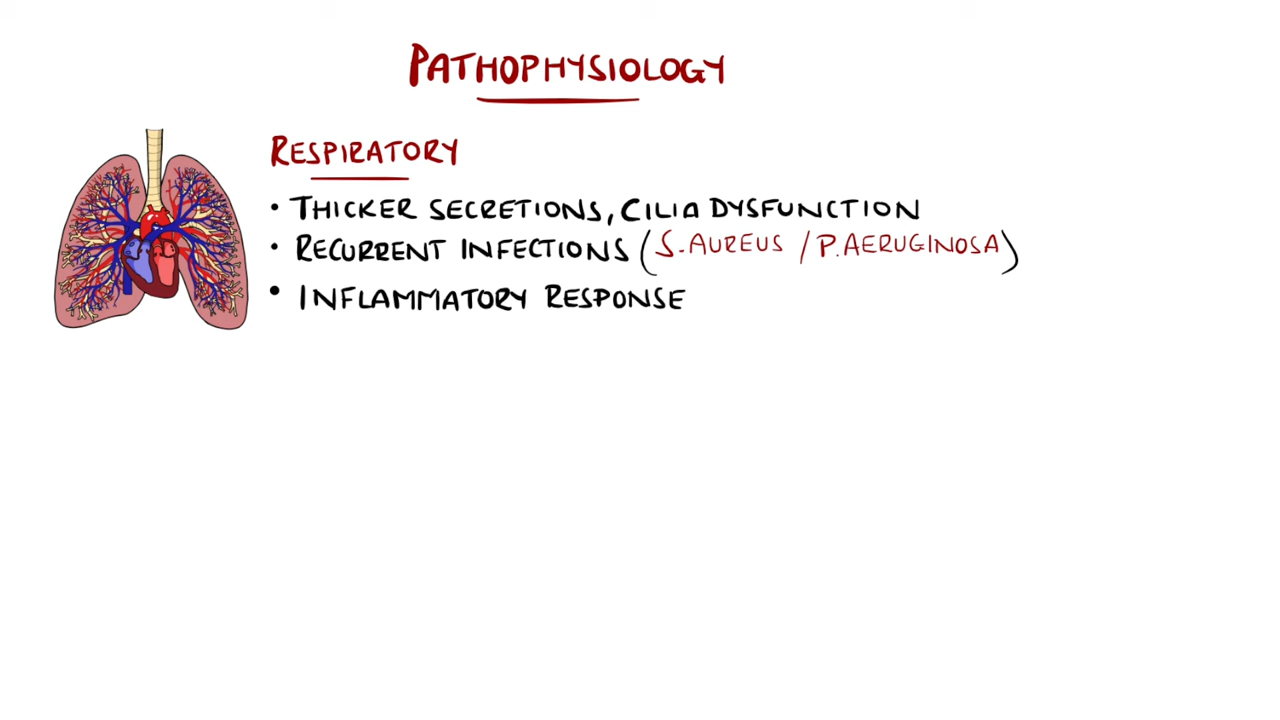 PATHOPHYSIOLOGY
RESPIRATORY
• THICKER SECRETIONS, CILIA DYSFUNCTION
• RECURRENT INFECTIONS (S. AUREUS / P. AERUGINOSA)
• INFLAMMATORY RESPONSE